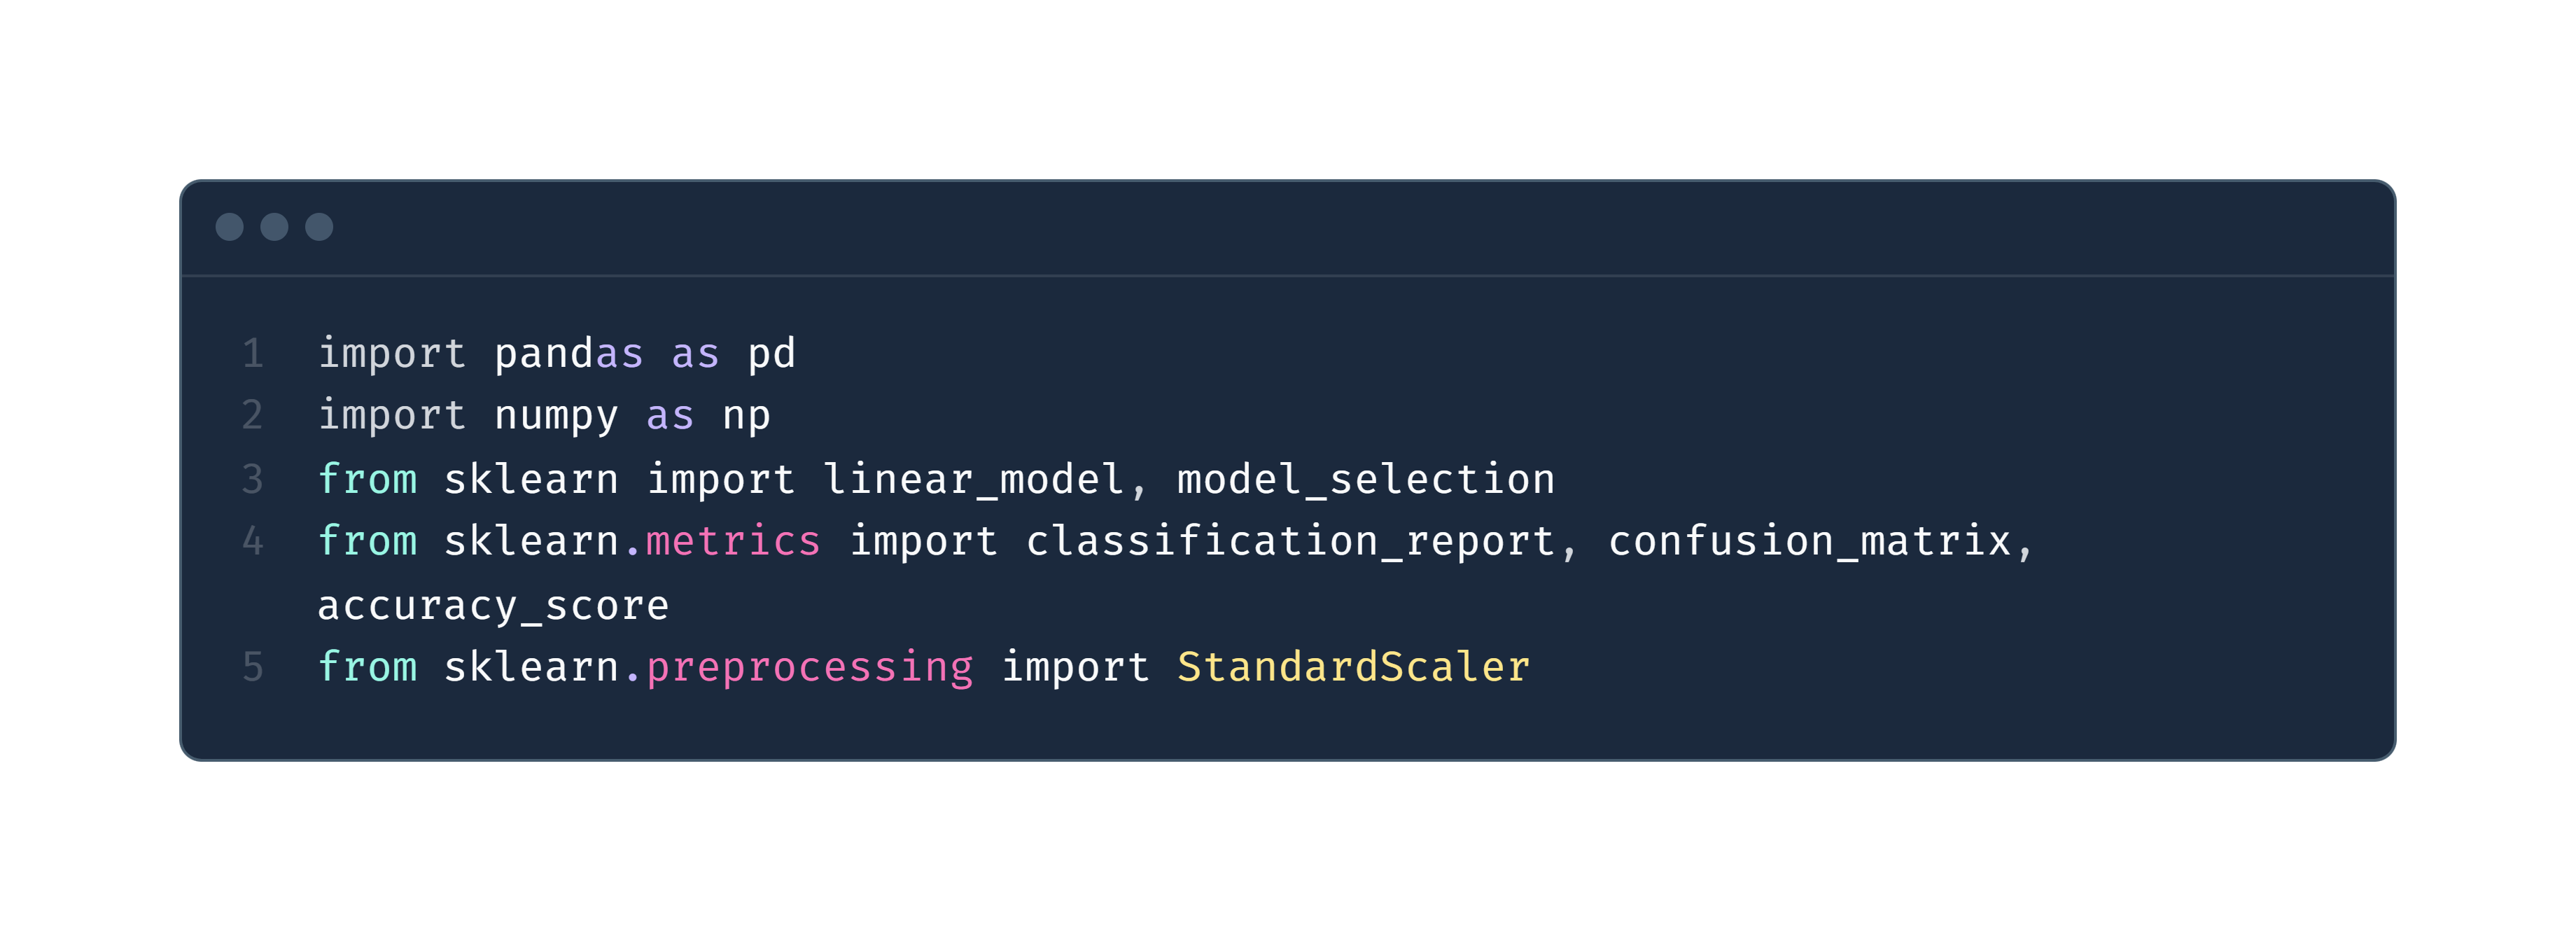 1 import pandas as pd
2 import numpy as np
3 from sklearn import linear_model, model_selection
4 from sklearn.metrics import classification_report, confusion_matrix,
accuracy_score
5 from sklearn.preprocessing import StandardScaler